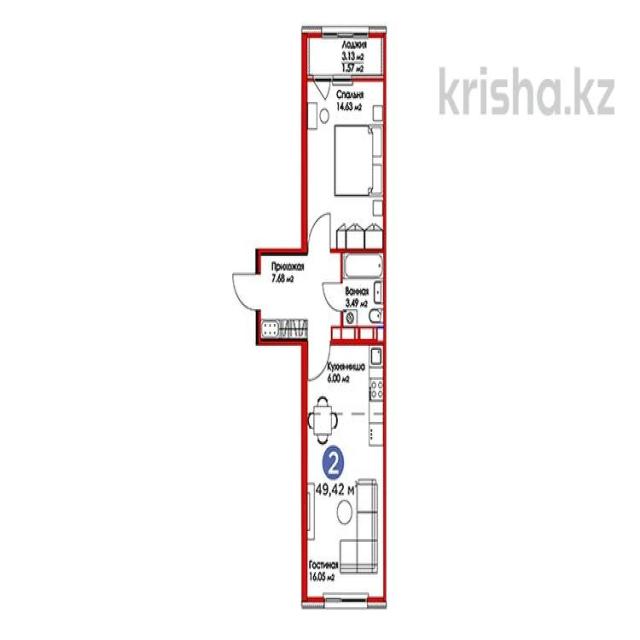 Лоджия
3.13 м2
1.57 м2
krisha.kz
Спальня
14.63 м2
Прихожая
7.68 м2
Ванная
3.49 м2
Кухня-ниша
6.00 м2
2
49,42 м
Гостиная
16.05 м2